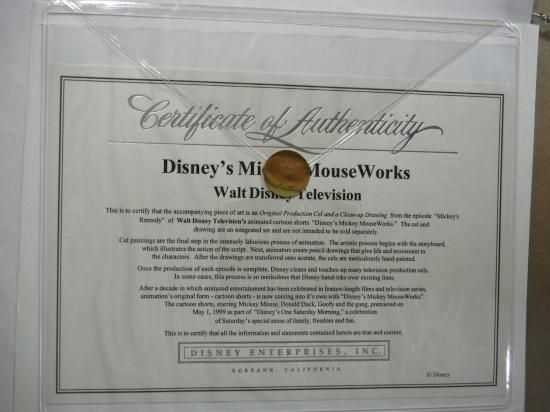 Certificate of Authenticity
Disney's Mi MouseWorks
Walt Disney Television
This is to certify that the accompanying piece of art is an Original Production Cel and a Clean-up Drawing from the episode "Mickey's
Remedy" of Walt Disney Television's animated cartoon shorts "Disney's Mickey MouseWorks." The cel and
drawing are an integrated set and are not intended to be sold separately.
Cel paintings are the final step in the intensely laborious process of animation. The artistic process begins with the storyboard,
which illustrates the action of the script. Next, animators create pencil drawings that give life and movement to
the characters. After the drawings are transferred onto acetate, the cels are meticulously hand-painted.
Once the production of each episode is complete, Disney cleans and touches-up many television production cels.
In some cases, this process is so meticulous that Disney hand-inks over existing lines.
After a decade in which animated entertainment has been celebrated in feature-length films and television series,
animation's original form - cartoon shorts - is now coming into it's own with "Disney's Mickey MouseWorks".
The cartoon shorts, starring Mickey Mouse, Donald Duck, Goofy and the gang, premiered on
May 1, 1999 as part of "Disney's One Saturday Morning," a celebration
of Saturday's special sense of family, freedom and fun.
This is to certify that all the information and statements contained herein are true and correct.
DISNEY ENTERPRISES, INC.
BURBANK, CALIFORNIA
© Disney